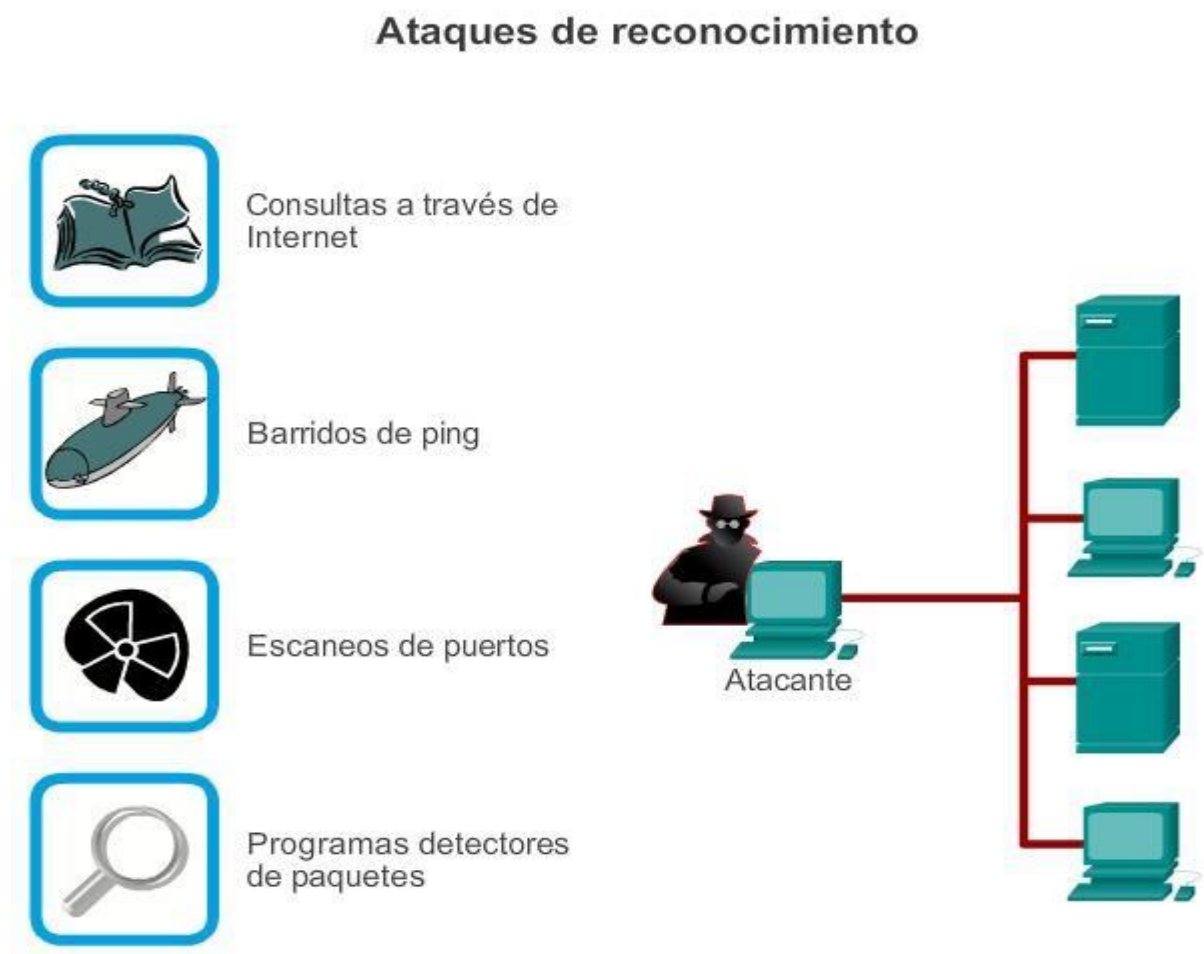 Ataques de reconocimiento
Consultas a través de
Internet
Barridos de ping
Escaneos de puertos
Atacante
Programas detectores
de paquetes